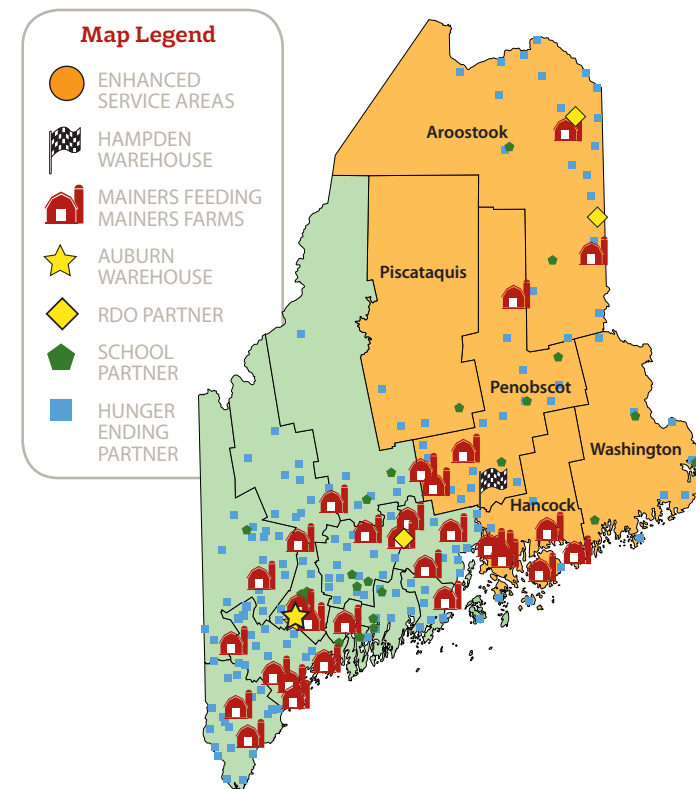 Map Legend
ENHANCED
SERVICE AREAS
HAMPDEN
WAREHOUSE
MAINERS FEEDING
MAINERS FARMS
AUBURN
WAREHOUSE
RDO PARTNER
SCHOOL
PARTNER
HUNGER
ENDING
PARTNER
Aroostook
Piscataquis
Penobscot
Washington
Hancock